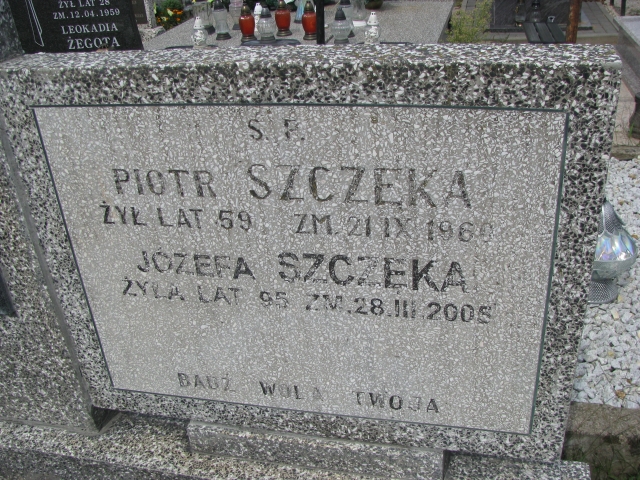 ŻYŁ LAT 28
ZM. 12.04.1959
LEOKADIA
ŻEGOTA
Ś. P.
PIOTR SZCZEKA
ŻYŁ LAT 59 ZM. 21 IX 1960
JÓZEFA SZCZEKA
ŻYŁA LAT 95 ZM. 28. III. 2005
BĄDŹ WOLA TWOJA